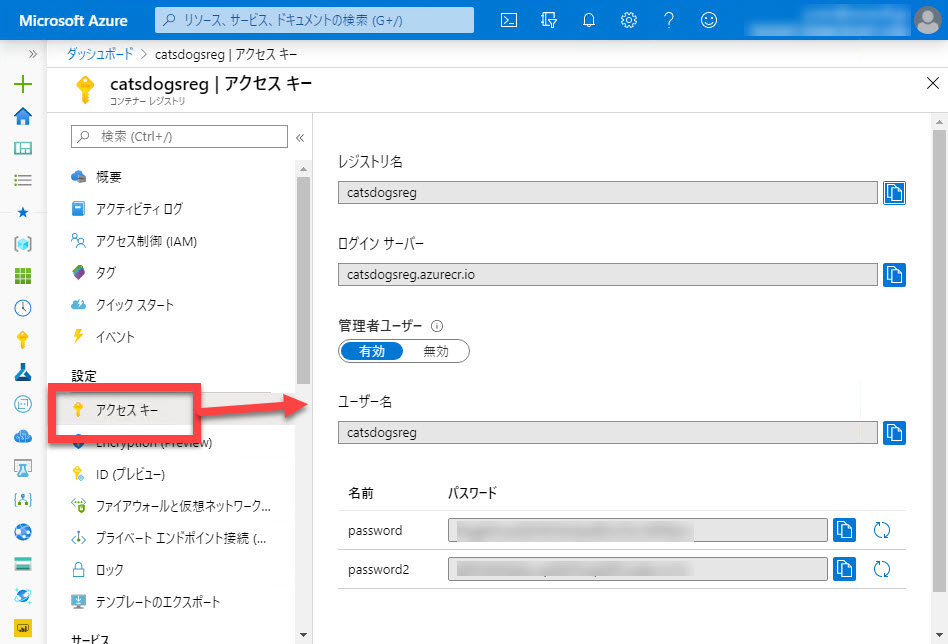 Microsoft Azure
リソース、サービス、ドキュメントの検索 (G+/)
ダッシュボード > catsdogsreg | アクセス キー
catsdogsreg | アクセス キー
コンテナー レジストリ
検索 (Ctrl+/)
概要
アクティビティ ログ
アクセス制御 (IAM)
タグ
クイック スタート
イベント
設定
アクセス キー
Encryption (Preview)
ID (プレビュー)
ファイアウォールと仮想ネットワーク...
プライベート エンドポイント接続 (...
ロック
テンプレートのエクスポート
サービス
レジストリ名
catsdogsreg
ログイン サーバー
catsdogsreg.azurecr.io
管理者ユーザー
有効 無効
ユーザー名
catsdogsreg
名前 パスワード
password
password2